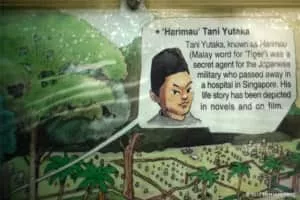 ★ 'Harimau' Tani Yutaka
Tani Yutaka, known as Harimau
(Malay word for 'Tiger') was a
secret agent for the Japanese
military who passed away in
a hospital in Singapore. His
life story has been depicted
in novels and on film.